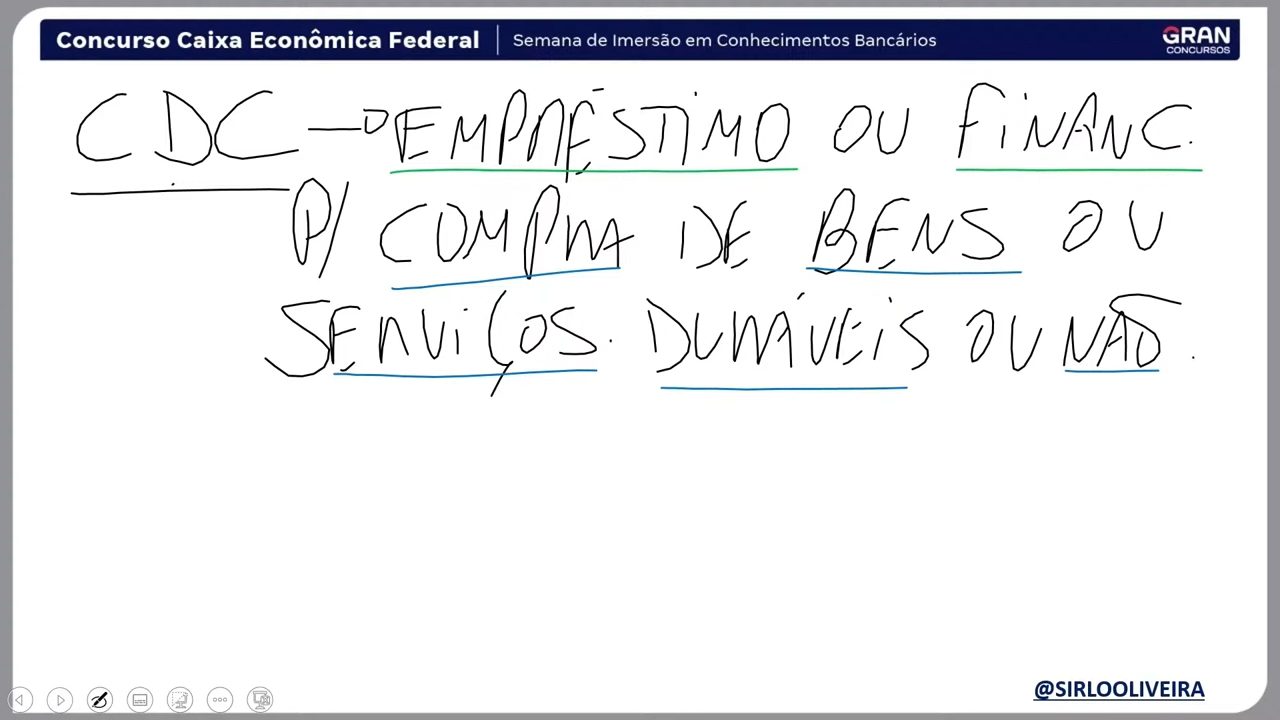 Concurso Caixa Econômica Federal | Semana de Imersão em Conhecimentos Bancários GRAN CONCURSOS
CDC → EMPRÉSTIMO OU FINANC.
P/ COMPRA DE BENS OU
SERVIÇOS. DURÁVEIS OU NÃO.
@SIRLOOLIVEIRA